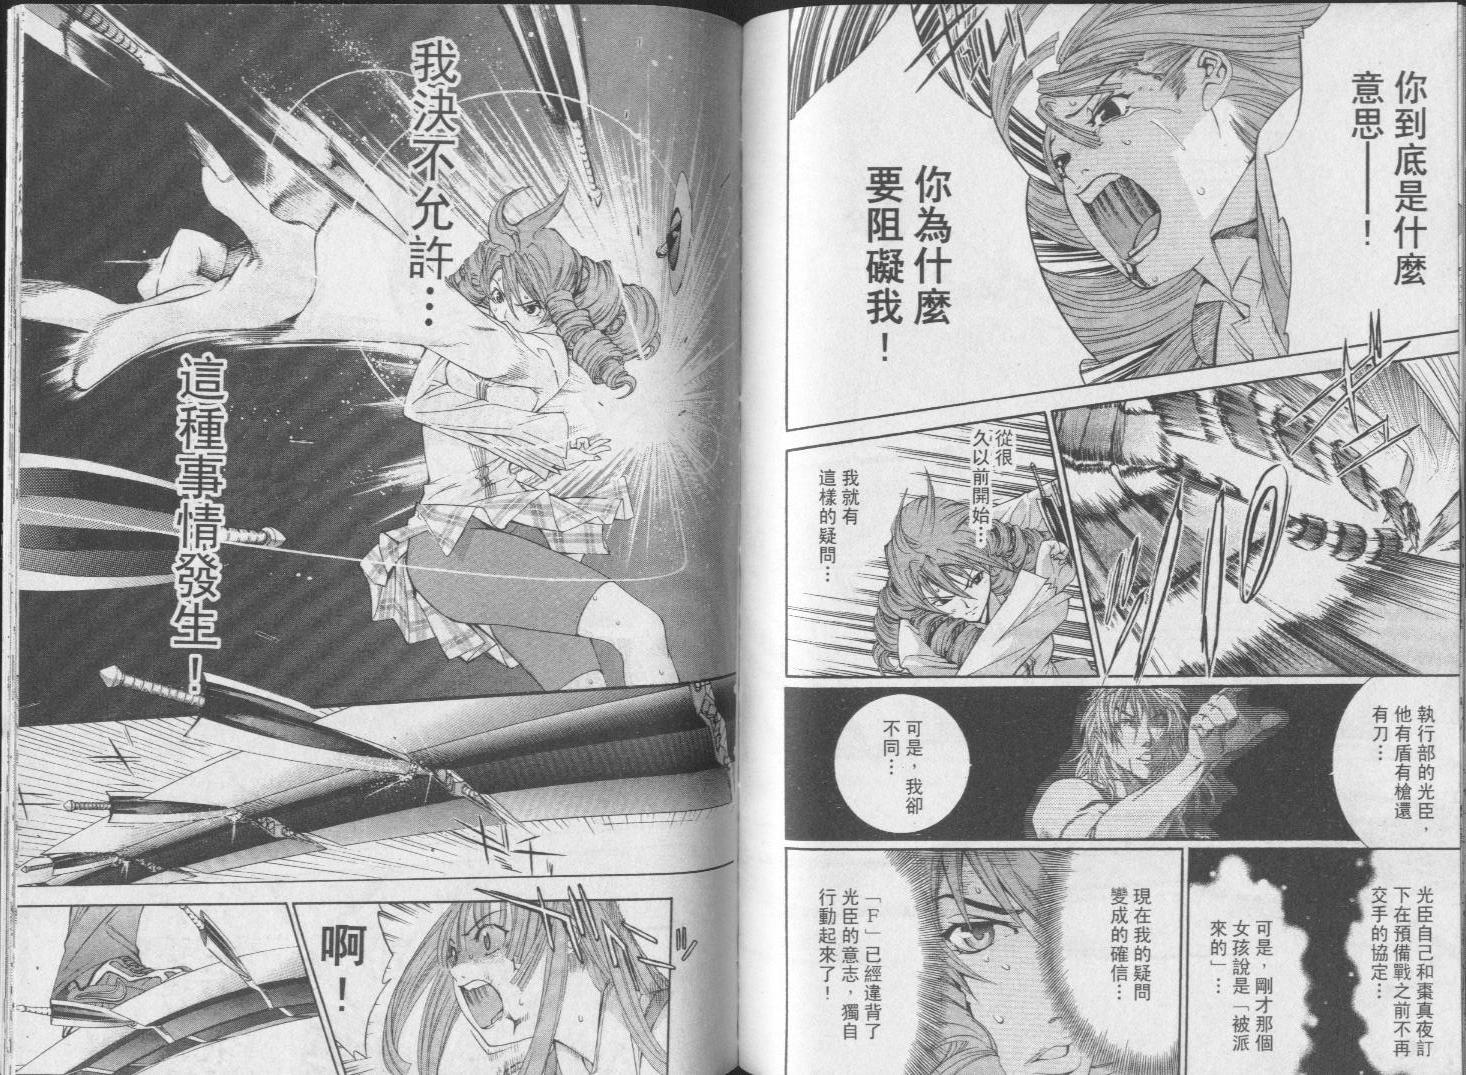 你到底是什麼
意思——！
你為什麼
要阻礙我！
從很
久以前開始…
我就有
這樣的疑問…
執行部的光臣，
他有盾有槍還
有刀…
可是，我卻
不同…
光臣自己和棗真夜訂
下在預備戰之前不再
交手的協定…
可是，剛才那個
女孩說是「被派
來的」…
現在我的疑問
變成的確信…
「F」已經違背了
光臣的意志，獨自
行動起來了！
我決不允許…
這種事情發生！
啊！